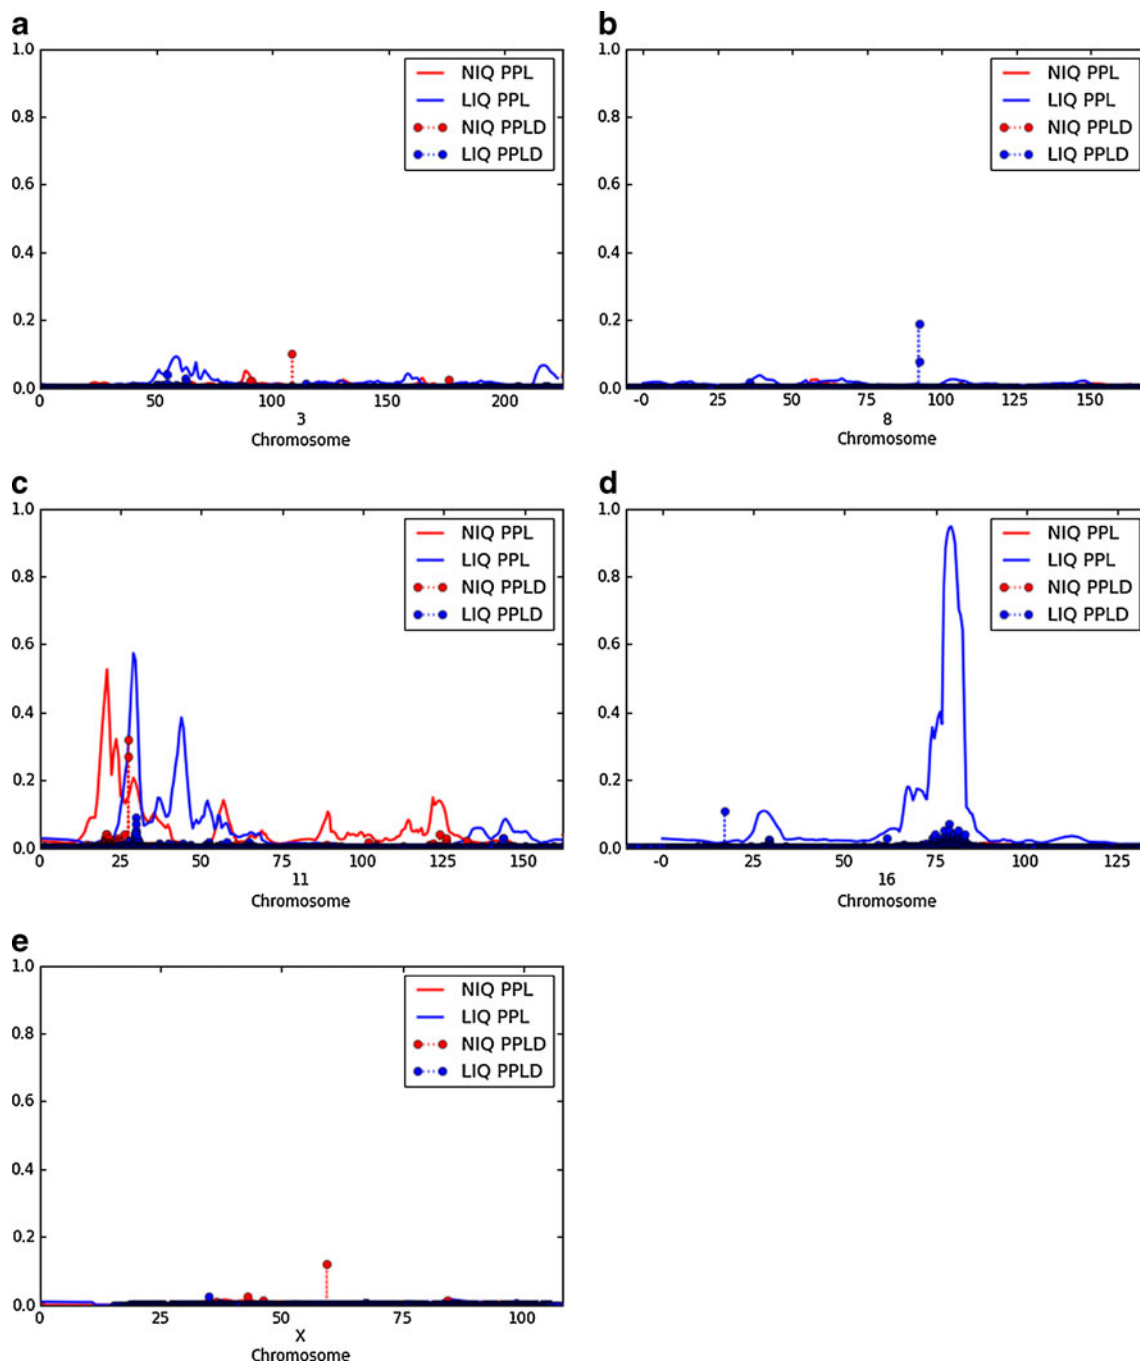 a
1.0
0.8
0.6
0.4
0.2
0.0
NIQ PPL
LIQ PPL
NIQ PPLD
LIQ PPLD
0 50 100 150 200
3
Chromosome
b
1.0
0.8
0.6
0.4
0.2
0.0
NIQ PPL
LIQ PPL
NIQ PPLD
LIQ PPLD
-0 25 50 75 100 125 150
8
Chromosome
c
1.0
0.8
0.6
0.4
0.2
0.0
NIQ PPL
LIQ PPL
NIQ PPLD
LIQ PPLD
0 25 50 75 100 125 150
11
Chromosome
d
1.0
0.8
0.6
0.4
0.2
0.0
NIQ PPL
LIQ PPL
NIQ PPLD
LIQ PPLD
-0 25 50 75 100 125
16
Chromosome
e
1.0
0.8
0.6
0.4
0.2
0.0
NIQ PPL
LIQ PPL
NIQ PPLD
LIQ PPLD
0 25 50 75 100
X
Chromosome